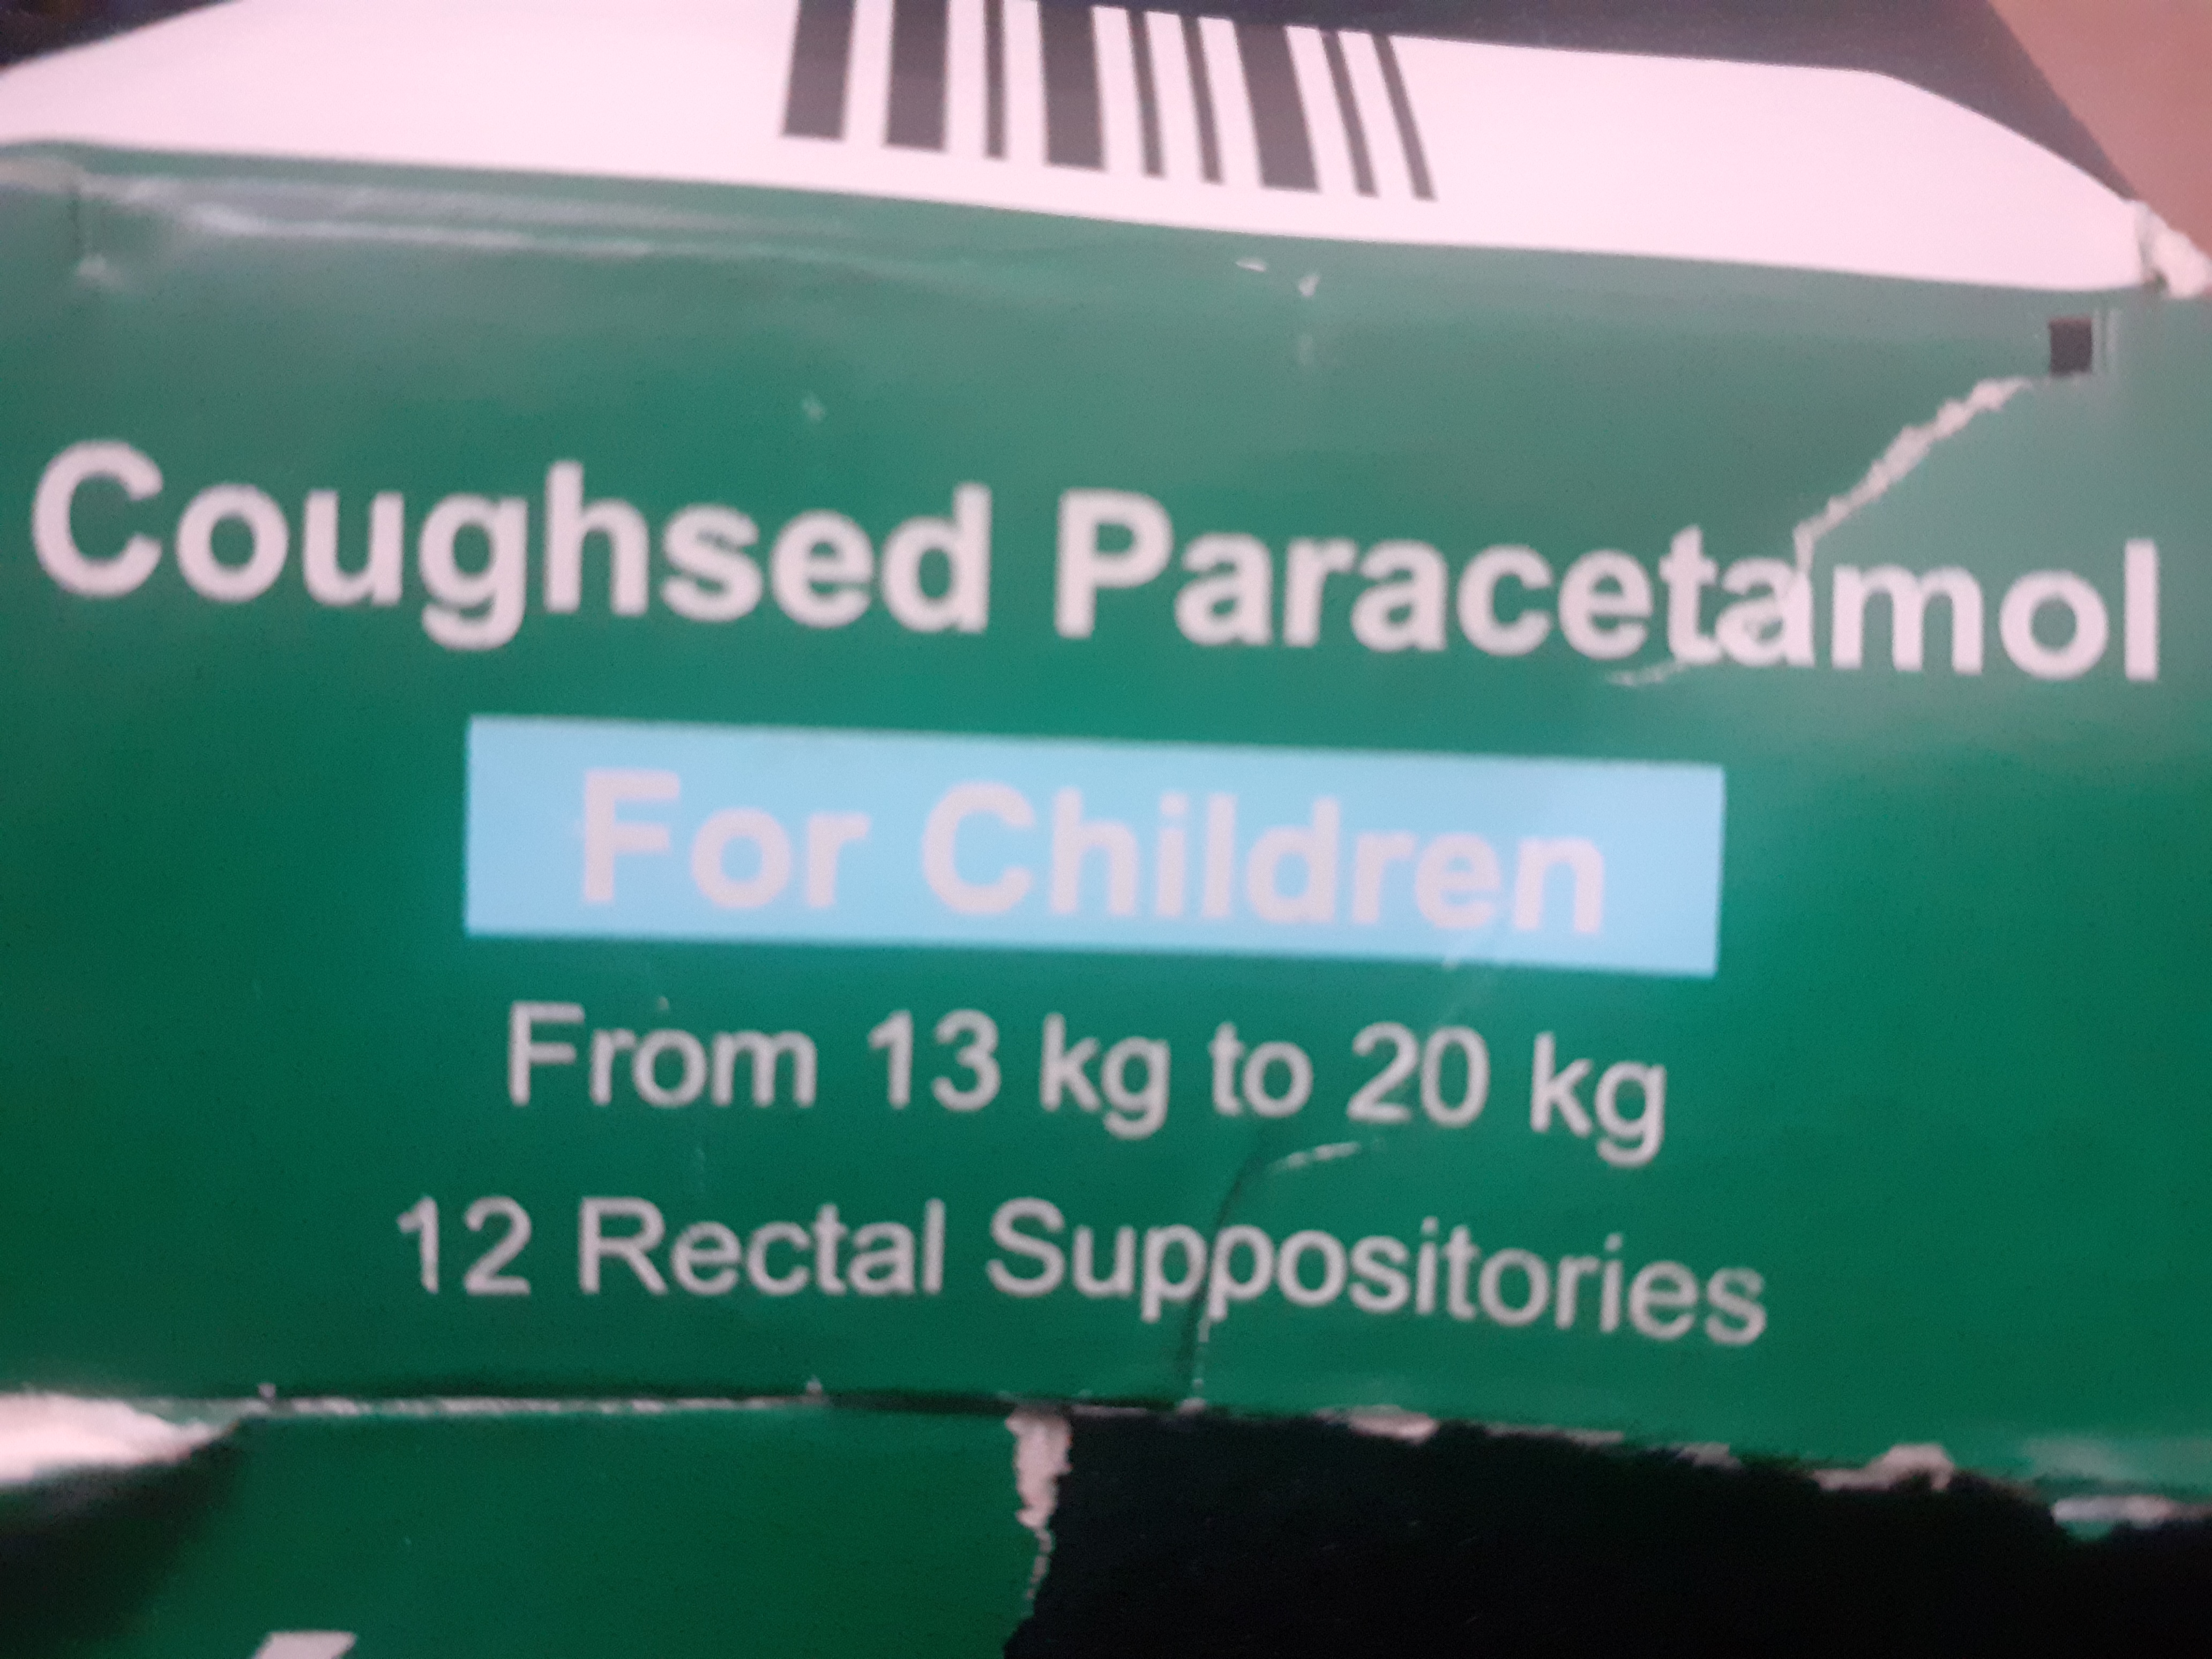 Coughsed Paracetamol
For Children
From 13 kg to 20 kg
12 Rectal Suppositories